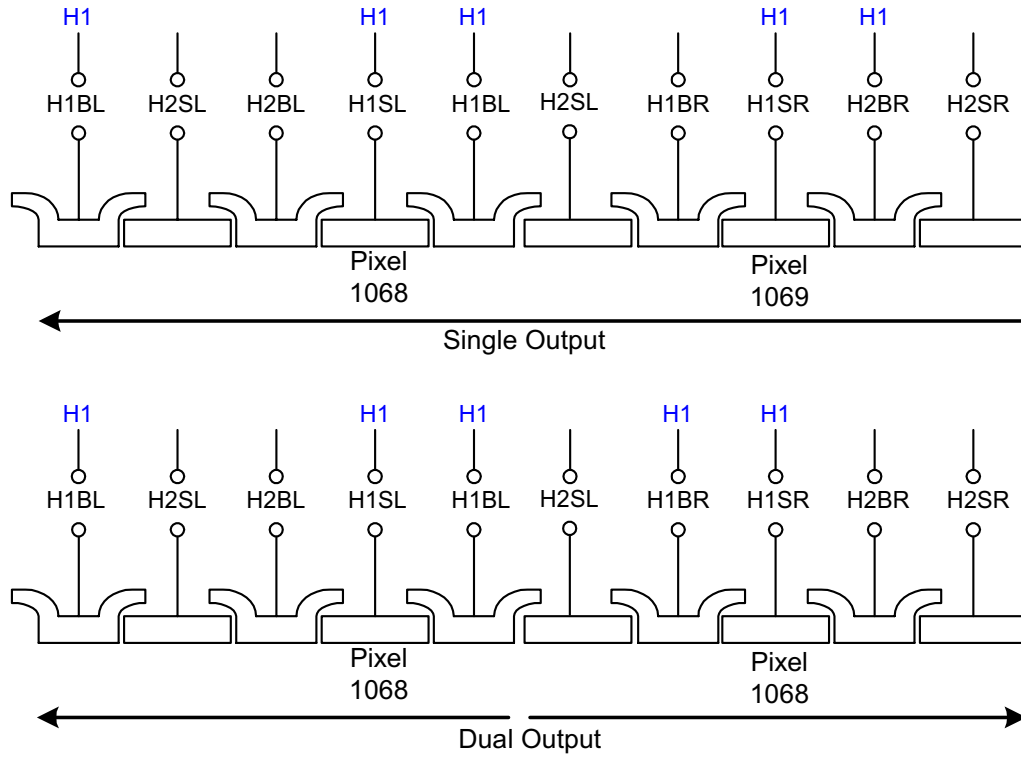 H1 H1 H1 H1 H1
H1BL H2SL H2BL H1SL H1BL H2SL H1BR H1SR H2BR H2SR
Pixel Pixel
1068 1069
Single Output
H1 H1 H1 H1 H1
H1BL H2SL H2BL H1SL H1BL H2SL H1BR H1SR H2BR H2SR
Pixel Pixel
1068 1068
Dual Output